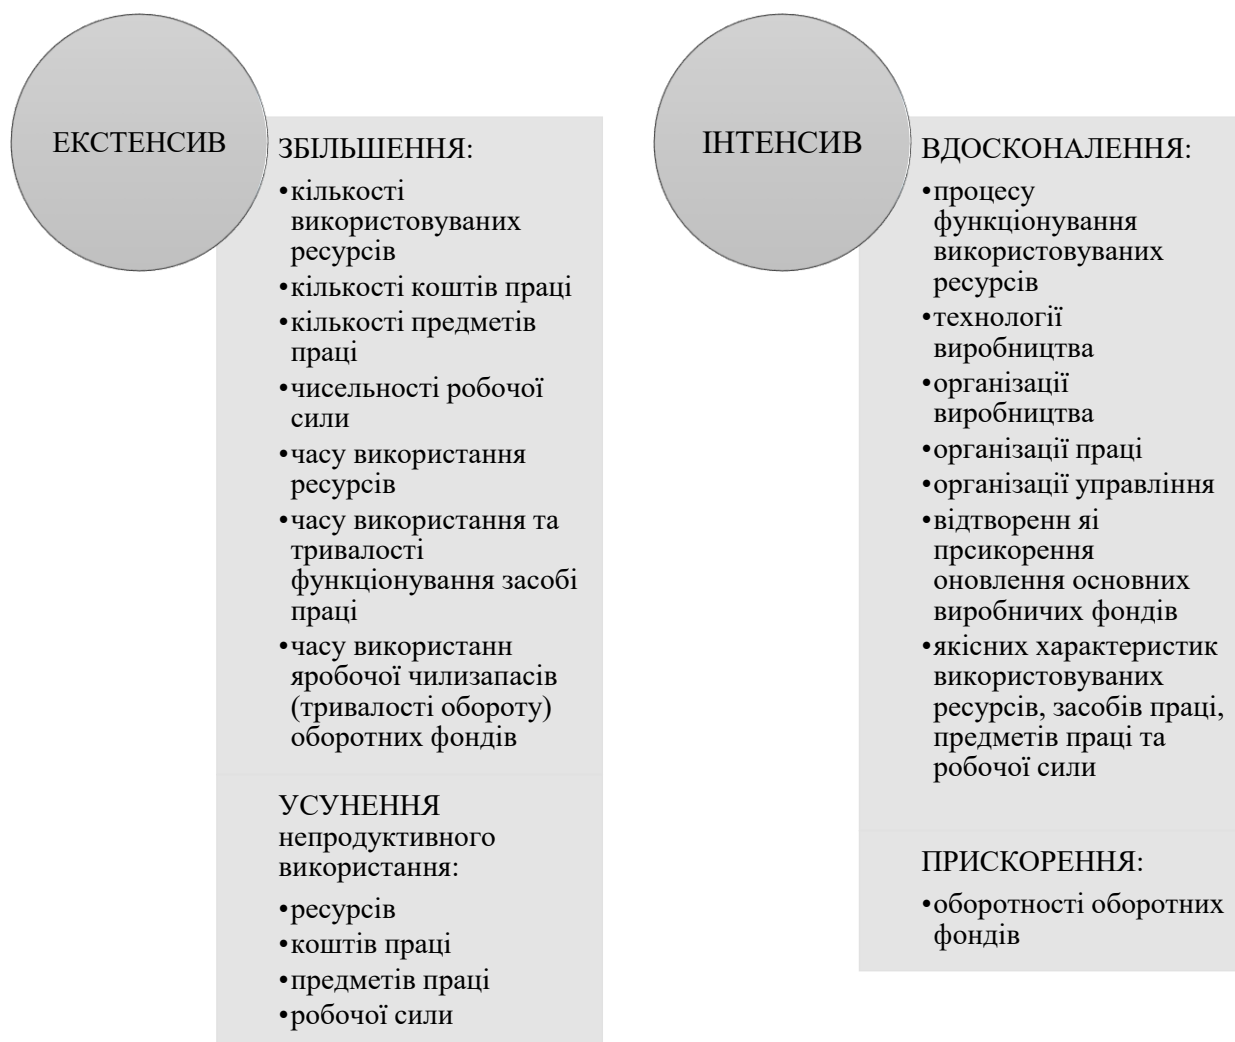 ЕКСТЕНСИВ
ЗБІЛЬШЕННЯ:
•кількості
використовуваних
ресурсів
•кількості коштів праці
•кількості предметів
праці
•чисельності робочої
сили
•часу використання
ресурсів
•часу використання та
тривалості
функціонування засобі
праці
•часу використанн
яробочої чилизапасів
(тривалості обороту)
оборотних фондів
УСУНЕННЯ
непродуктивного
використання:
•ресурсів
•коштів праці
•предметів праці
•робочої сили
ІНТЕНСИВ
ВДОСКОНАЛЕННЯ:
•процесу
функціонування
використовуваних
ресурсів
•технології
виробництва
•організації
виробництва
•організації праці
•організації управління
•відтворенн яі
прсикорення
оновлення основних
виробничих фондів
•якісних характеристик
використовуваних
ресурсів, засобів праці,
предметів праці та
робочої сили
ПРИСКОРЕННЯ:
•оборотності оборотних
фондів